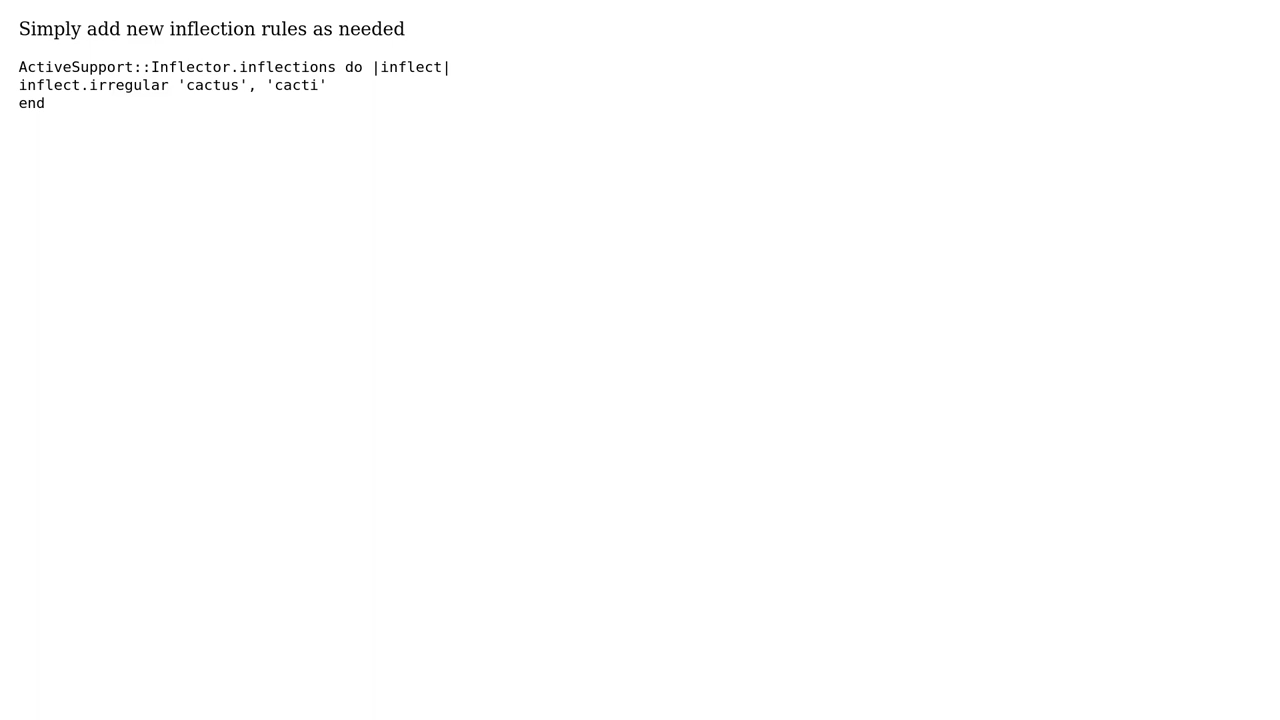 Simply add new inflection rules as needed
ActiveSupport::Inflector.inflections do |inflect|
inflect.irregular 'cactus', 'cacti'
end